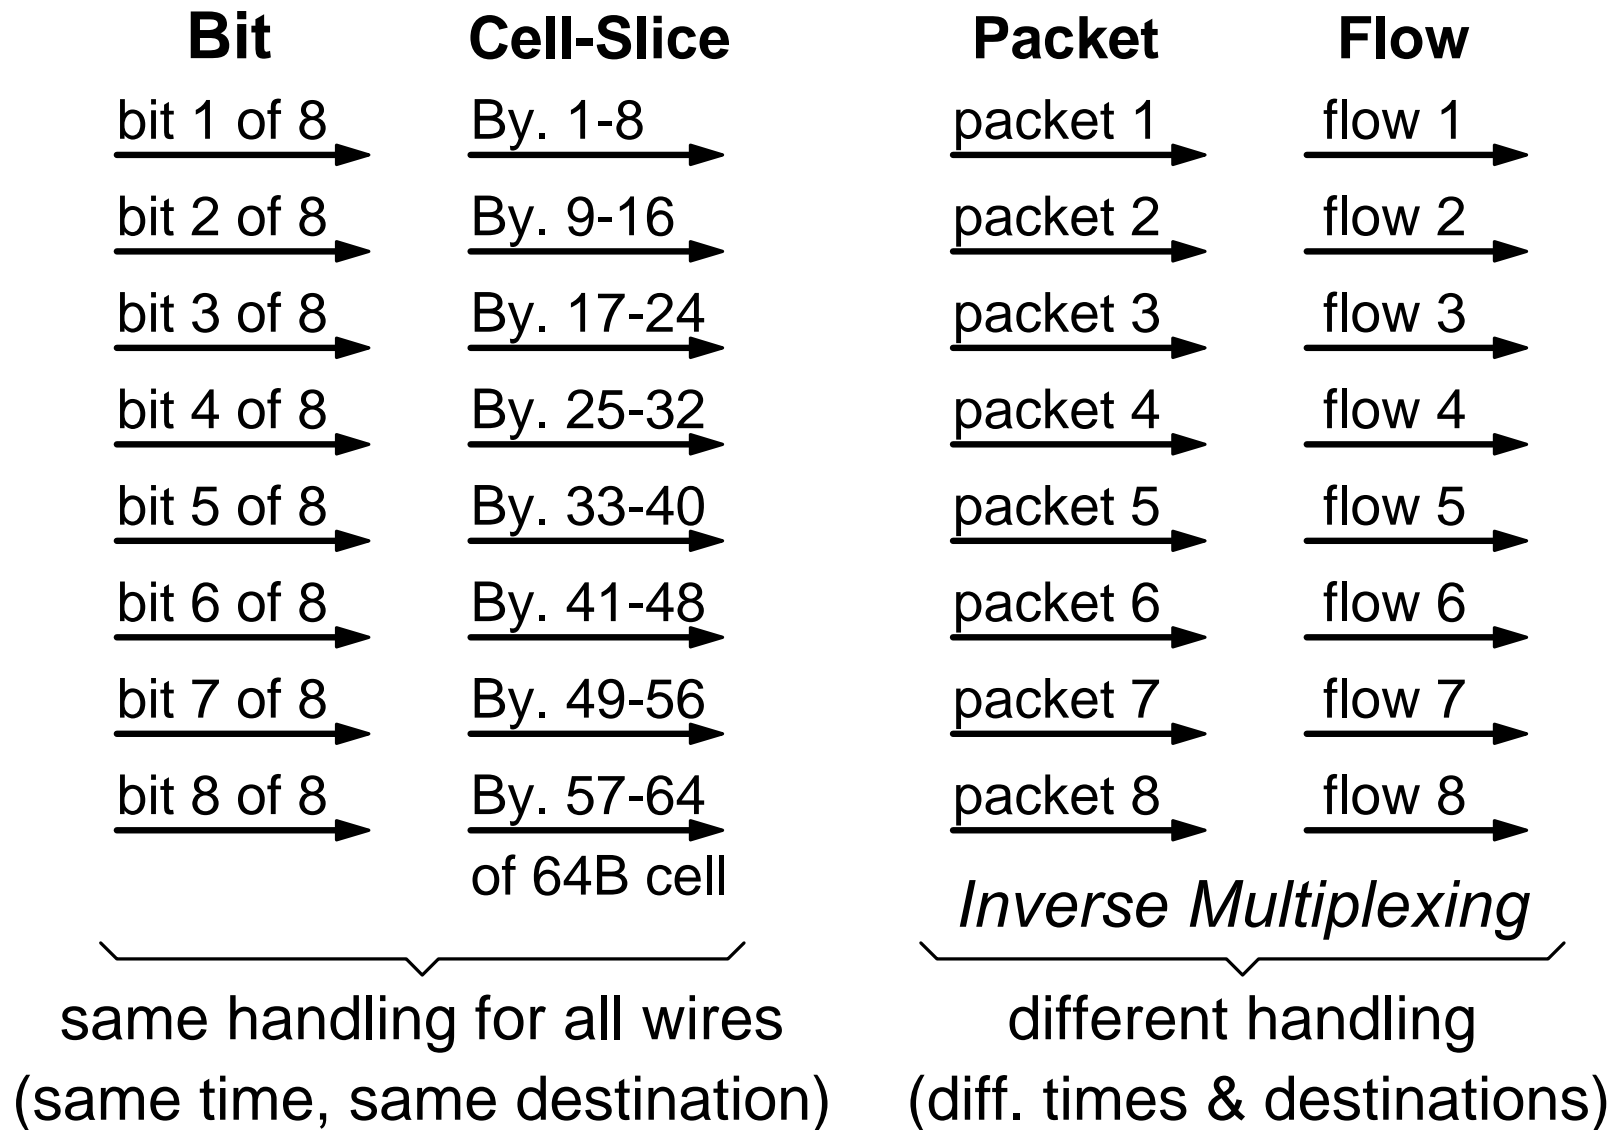 Bit Cell-Slice Packet Flow
bit 1 of 8 By. 1-8 packet 1 flow 1
bit 2 of 8 By. 9-16 packet 2 flow 2
bit 3 of 8 By. 17-24 packet 3 flow 3
bit 4 of 8 By. 25-32 packet 4 flow 4
bit 5 of 8 By. 33-40 packet 5 flow 5
bit 6 of 8 By. 41-48 packet 6 flow 6
bit 7 of 8 By. 49-56 packet 7 flow 7
bit 8 of 8 By. 57-64 packet 8 flow 8
of 64B cell
Inverse Multiplexing
same handling for all wires
(same time, same destination)
different handling
(diff. times & destinations)